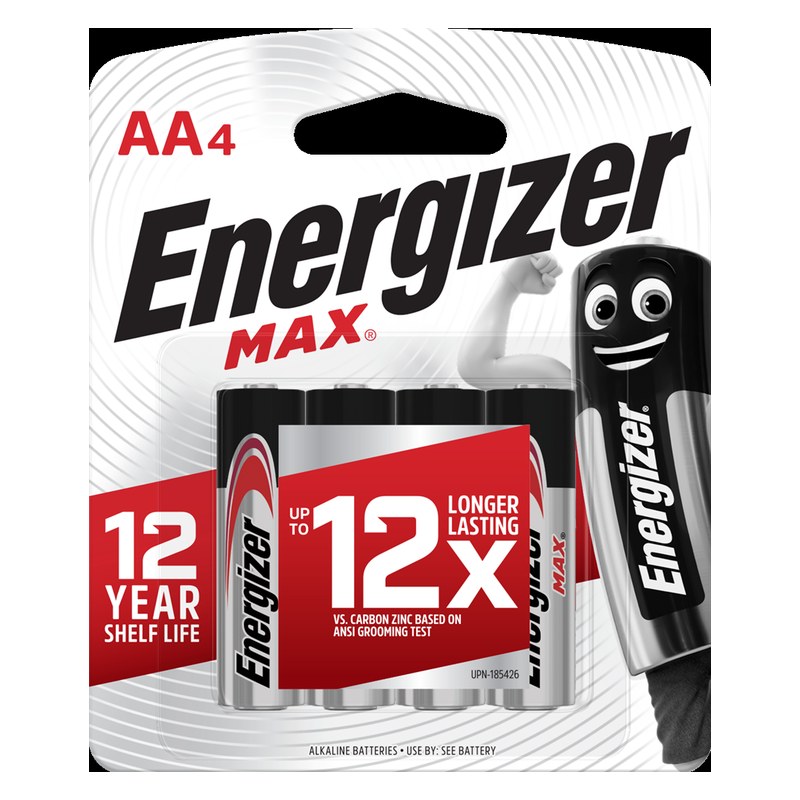 AA4
Energizer
MAX®
12
YEAR
SHELF LIFE
Energizer
UP
TO
12X
LONGER
LASTING
VS. CARBON ZINC BASED ON
ANSI GROOMING TEST
UPN-185426
Energizer
MAX®
Energizer®
ALKALINE BATTERIES • USE BY: SEE BATTERY